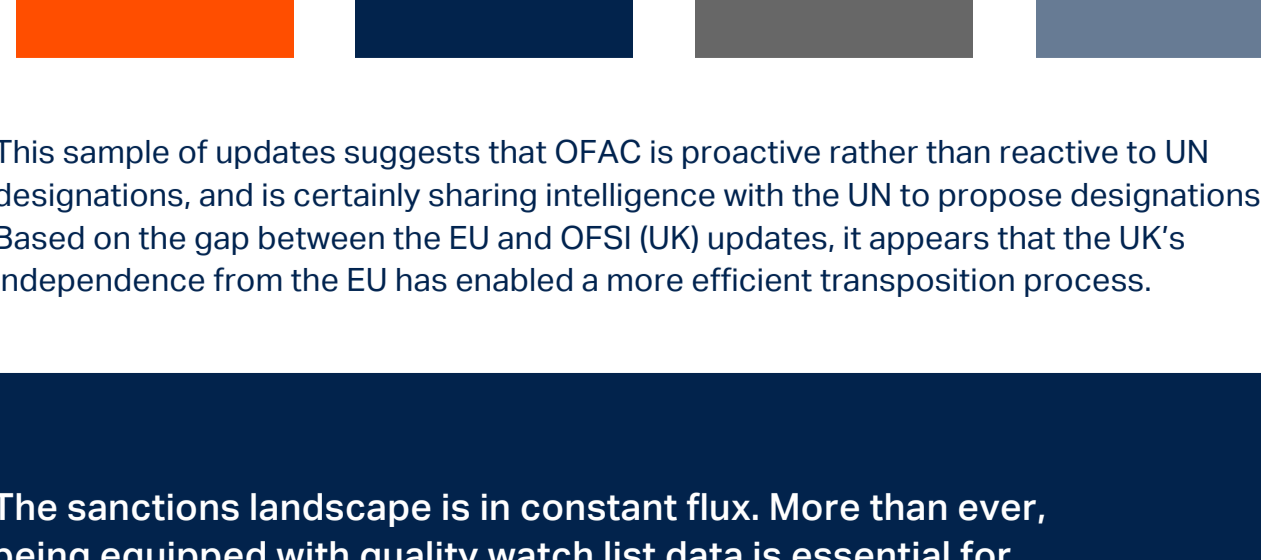 This sample of updates suggests that OFAC is proactive rather than reactive to UN
designations, and is certainly sharing intelligence with the UN to propose designations
Based on the gap between the EU and OFSI (UK) updates, it appears that the UK’s
independence from the EU has enabled a more efficient transposition process.
The sanctions landscape is in constant flux. More than ever,
being equipped with quality watch list data is essential for